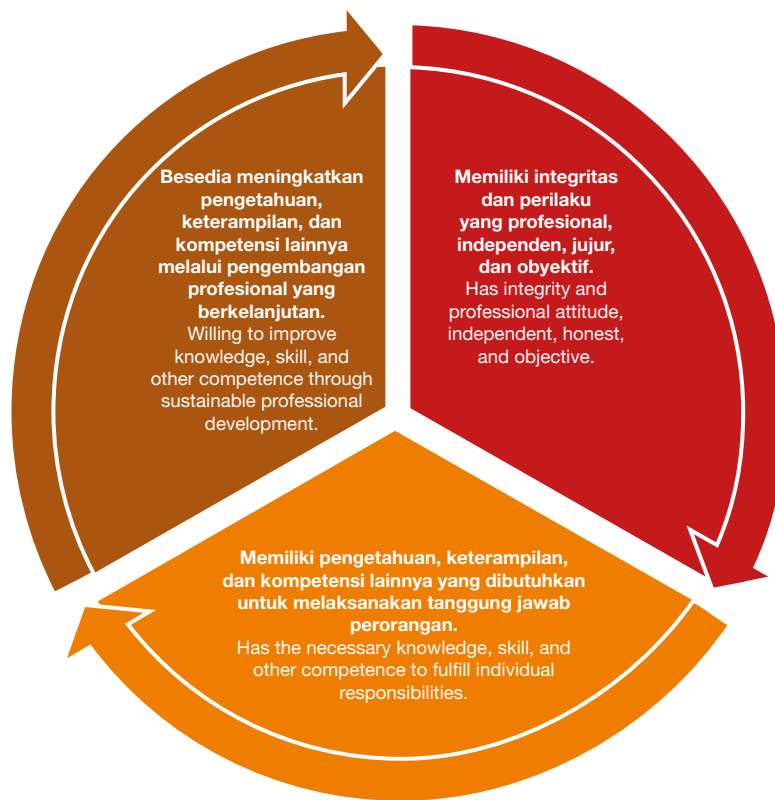 Besedia meningkatkan
pengetahuan,
keterampilan, dan
kompetensi lainnya
melalui pengembangan
profesional yang
berkelanjutan.
Willing to improve
knowledge, skill, and
other competence through
sustainable professional
development.
Memiliki integritas
dan perilaku
yang profesional,
independen, jujur,
dan obyektif.
Has integrity and
professional attitude,
independent, honest,
and objective.
Memiliki pengetahuan, keterampilan,
dan kompetensi lainnya yang dibutuhkan
untuk melaksanakan tanggung jawab
perorangan.
Has the necessary knowledge, skill, and
other competence to fulfill individual
responsibilities.